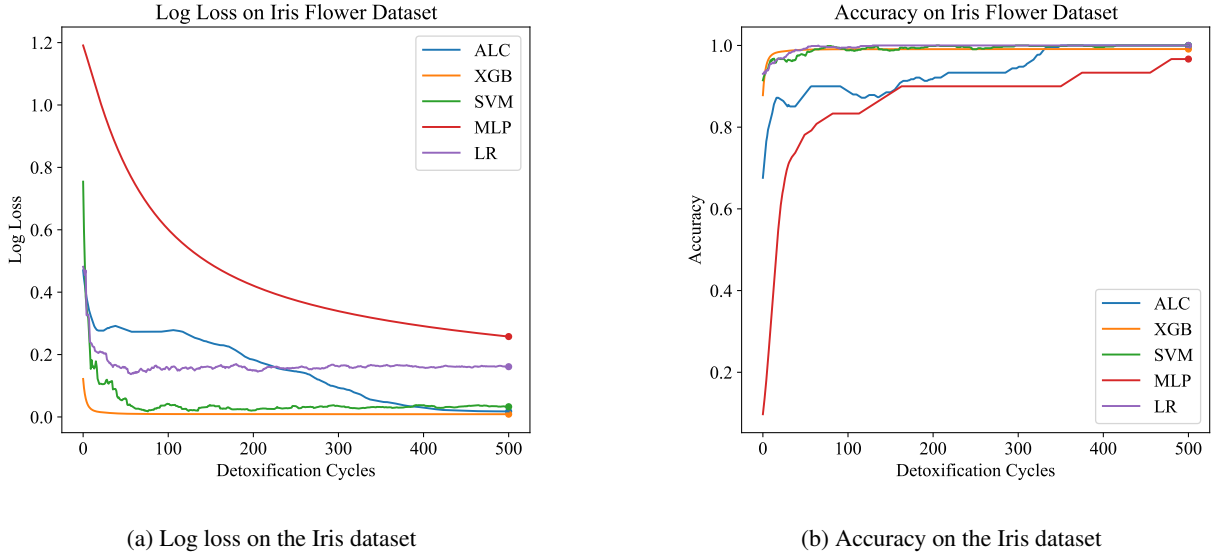 Log Loss on Iris Flower Dataset
1.2
1.0
0.8
0.6
0.4
0.2
0.0
Log Loss
ALC
XGB
SVM
MLP
LR
0 100 200 300 400 500
Detoxification Cycles
(a) Log loss on the Iris dataset
Accuracy on Iris Flower Dataset
1.0
0.8
0.6
0.4
0.2
Accuracy
ALC
XGB
SVM
MLP
LR
0 100 200 300 400 500
Detoxification Cycles
(b) Accuracy on the Iris dataset